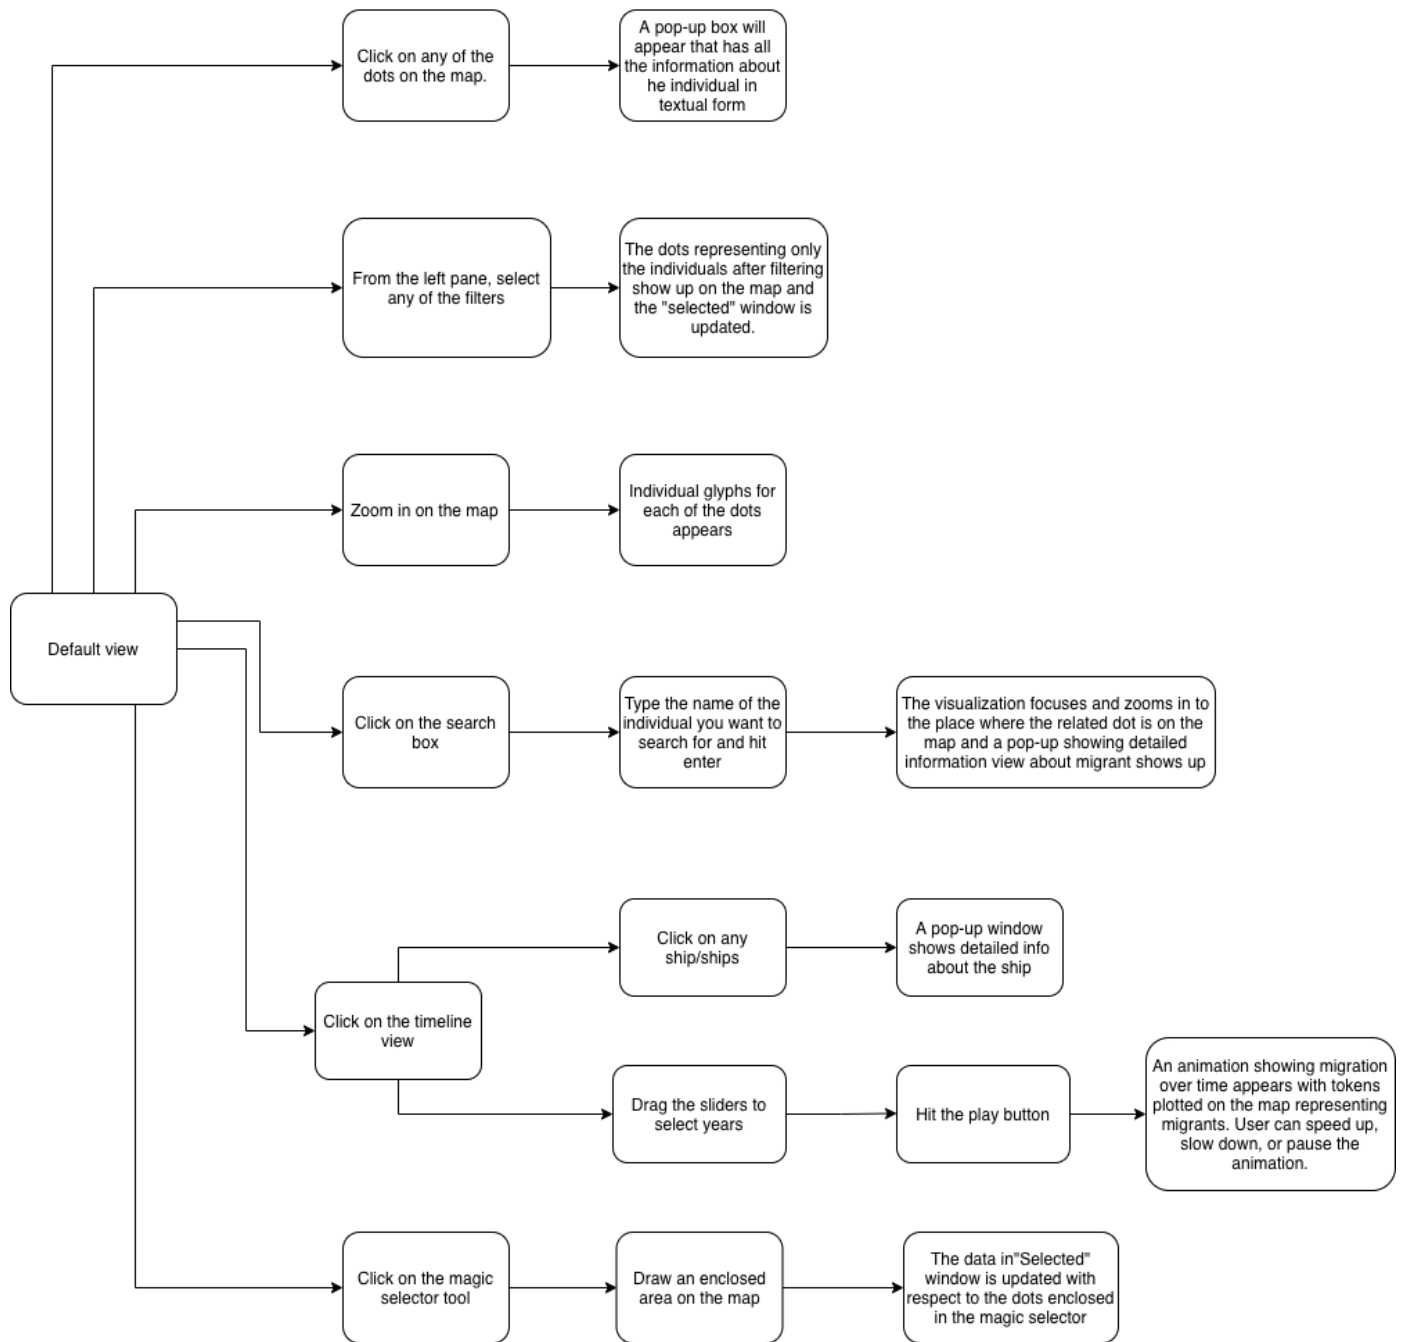 Click on any of the
dots on the map.
A pop-up box will
appear that has all
the information about
he individual in
textual form
From the left pane, select
any of the filters
The dots representing only
the individuals after filtering
show up on the map and
the "selected" window is
updated.
Zoom in on the map
Individual glyphs for
each of the dots
appears
Default view
Click on the search
box
Type the name of the
individual you want to
search for and hit
enter
The visualization focuses and zooms in to
the place where the related dot is on the
map and a pop-up showing detailed
information view about migrant shows up
Click on the timeline
view
Click on any
ship/ships
A pop-up window
shows detailed info
about the ship
Drag the sliders to
select years
Hit the play button
An animation showing migration
over time appears with tokens
plotted on the map representing
migrants. User can speed up,
slow down, or pause the
animation.
Click on the magic
selector tool
Draw an enclosed
area on the map
The data in"Selected"
window is updated with
respect to the dots enclosed
in the magic selector